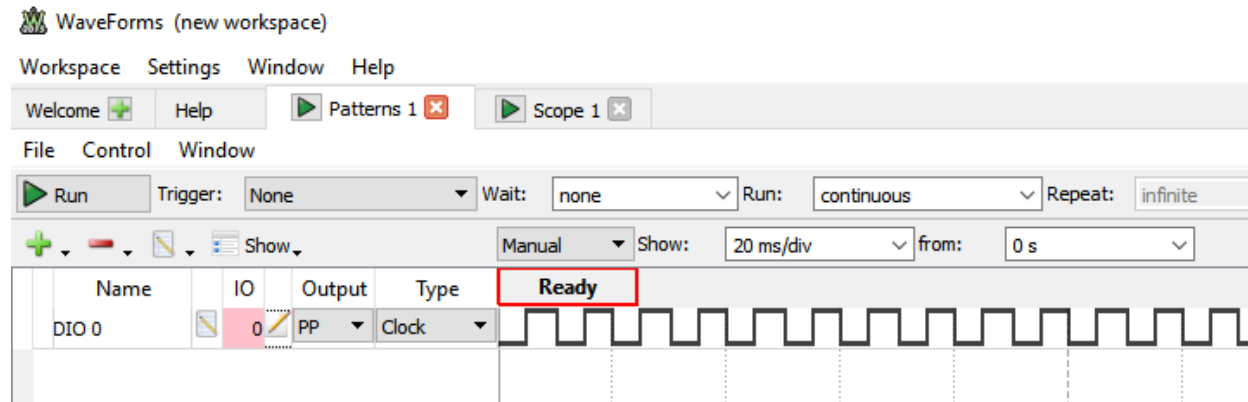 WaveForms (new workspace)
Workspace Settings Window Help
Welcome Help Patterns 1 Scope 1
File Control Window
Run Trigger: None Wait: none Run: continuous Repeat: infinite
Show Manual Show: 20 ms/div from: 0 s
Name IO Output Type Ready
DIO 0 0 PP Clock